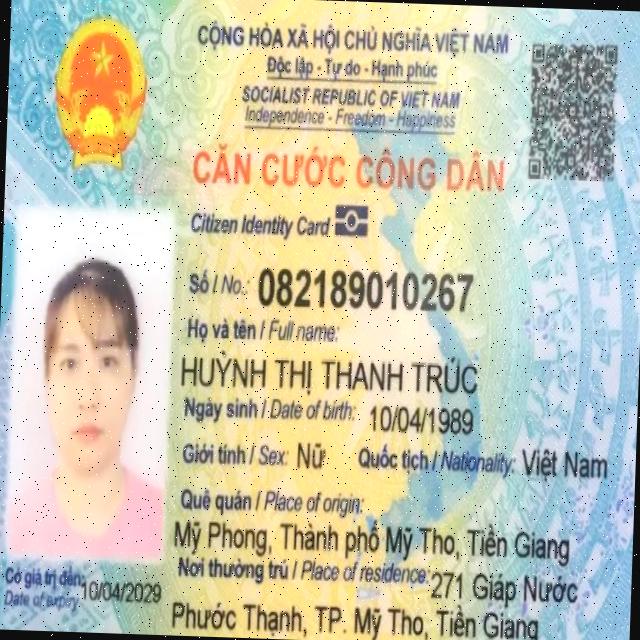 CỘNG HÒA XÃ HỘI CHỦ NGHĨA VIỆT NAM
Độc lập - Tự do - Hạnh phúc
SOCIALIST REPUBLIC OF VIET NAM
Independence - Freedom - Happiness
CĂN CƯỚC CÔNG DÂN
Citizen Identity Card
Số / No.: 082189010267
Họ và tên / Full name:
HUỲNH THỊ THANH TRÚC
Ngày sinh / Date of birth: 10/04/1989
Giới tính / Sex: Nữ Quốc tịch / Nationality: Việt Nam
Quê quán / Place of origin:
Mỹ Phong, Thành phố Mỹ Tho, Tiền Giang
Nơi thường trú / Place of residence: 271 Giáp Nước
Phước Thạnh, TP. Mỹ Tho, Tiền Giang
Có giá trị đến: 10/04/2029
Date of expiry